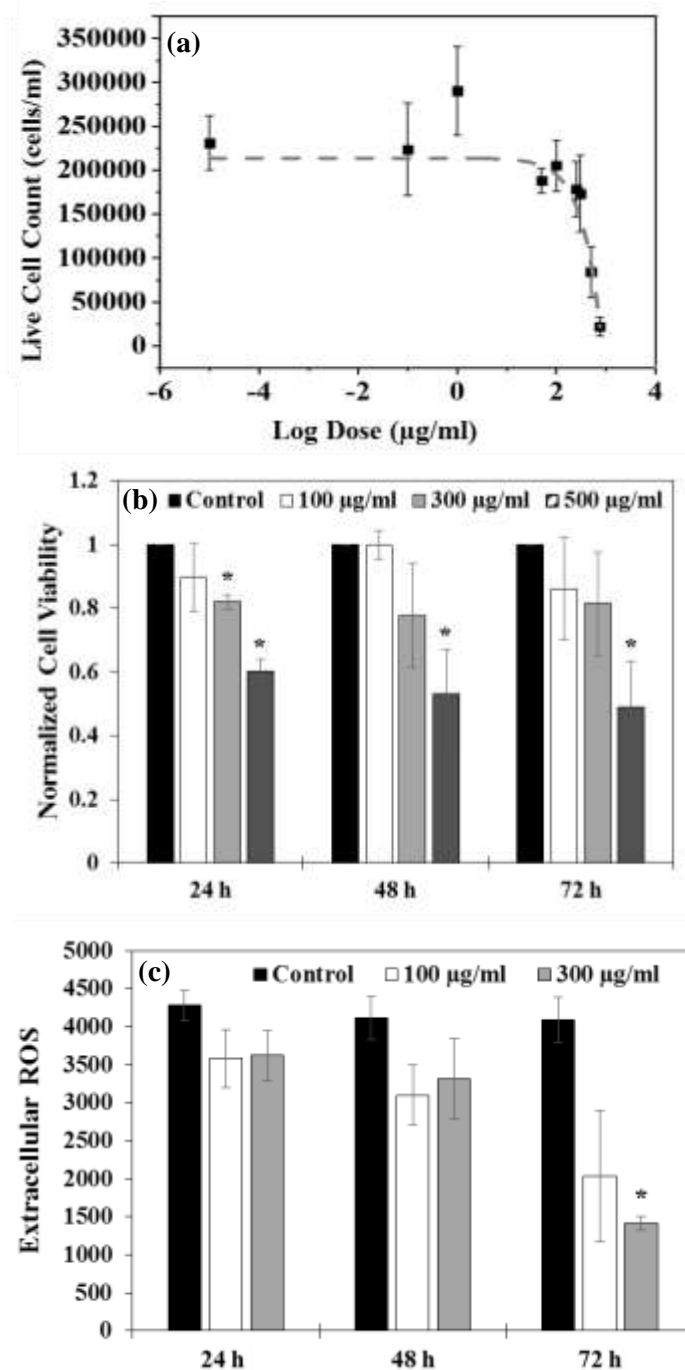 (a)
350000
300000
250000
200000
150000
100000
50000
0
Live Cell Count (cells/ml)
-6 -4 -2 0 2 4
Log Dose (µg/ml)
(b) Control 100 µg/ml 300 µg/ml 500 µg/ml
1.2
1
0.8
0.6
0.4
0.2
0
Normalized Cell Viability
* * * *
24 h 48 h 72 h
(c) Control 100 µg/ml 300 µg/ml
5000
4500
4000
3500
3000
2500
2000
1500
1000
500
0
Extracellular ROS
*
24 h 48 h 72 h